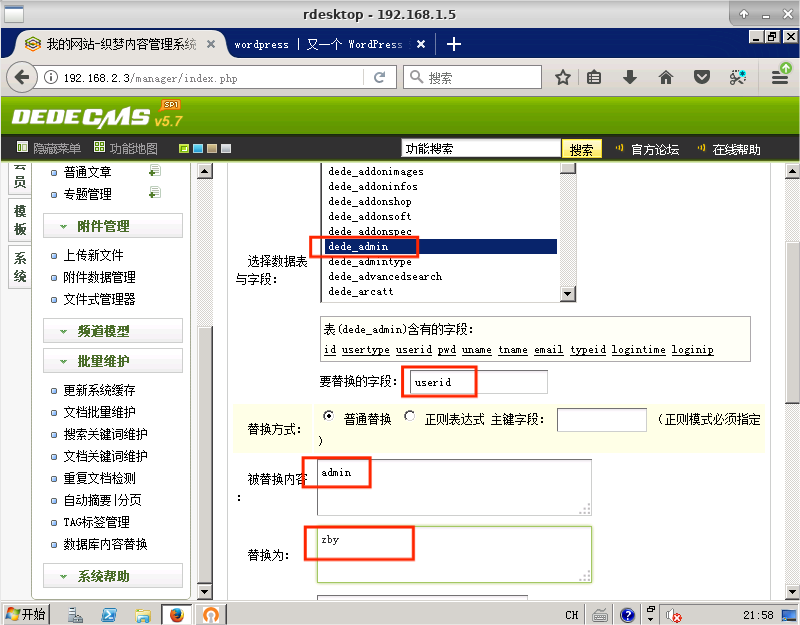 rdesktop - 192.168.1.5
我的网站-织梦内容管理系统
wordpress | 又一个 WordPress
192.168.2.3/manager/index.php
搜索
DEDECMS v5.7 SP1
隐藏菜单 功能地图
功能搜索 搜索 官方论坛 在线帮助
会员
模板
系统
普通文章
专题管理
附件管理
上传新文件
附件数据管理
文件式管理器
频道模型
批量维护
更新系统缓存
文档批量维护
搜索关键词维护
文档关键词维护
重复文档检测
自动摘要|分页
TAG标签管理
数据库内容替换
系统帮助
选择数据表
与字段:
dede_addonimages
dede_addoninfos
dede_addonshop
dede_addonsoft
dede_addonspec
dede_admin
dede_admintype
dede_advancedsearch
dede_arcatt
表(dede_admin)含有的字段:
id usertype userid pwd uname tname email typeid logintime loginip
要替换的字段: userid
替换方式: 普通替换 正则表达式 主键字段: (正则模式必须指定
)
被替换内容
:
admin
替换为: zby
开始 CH 21:58